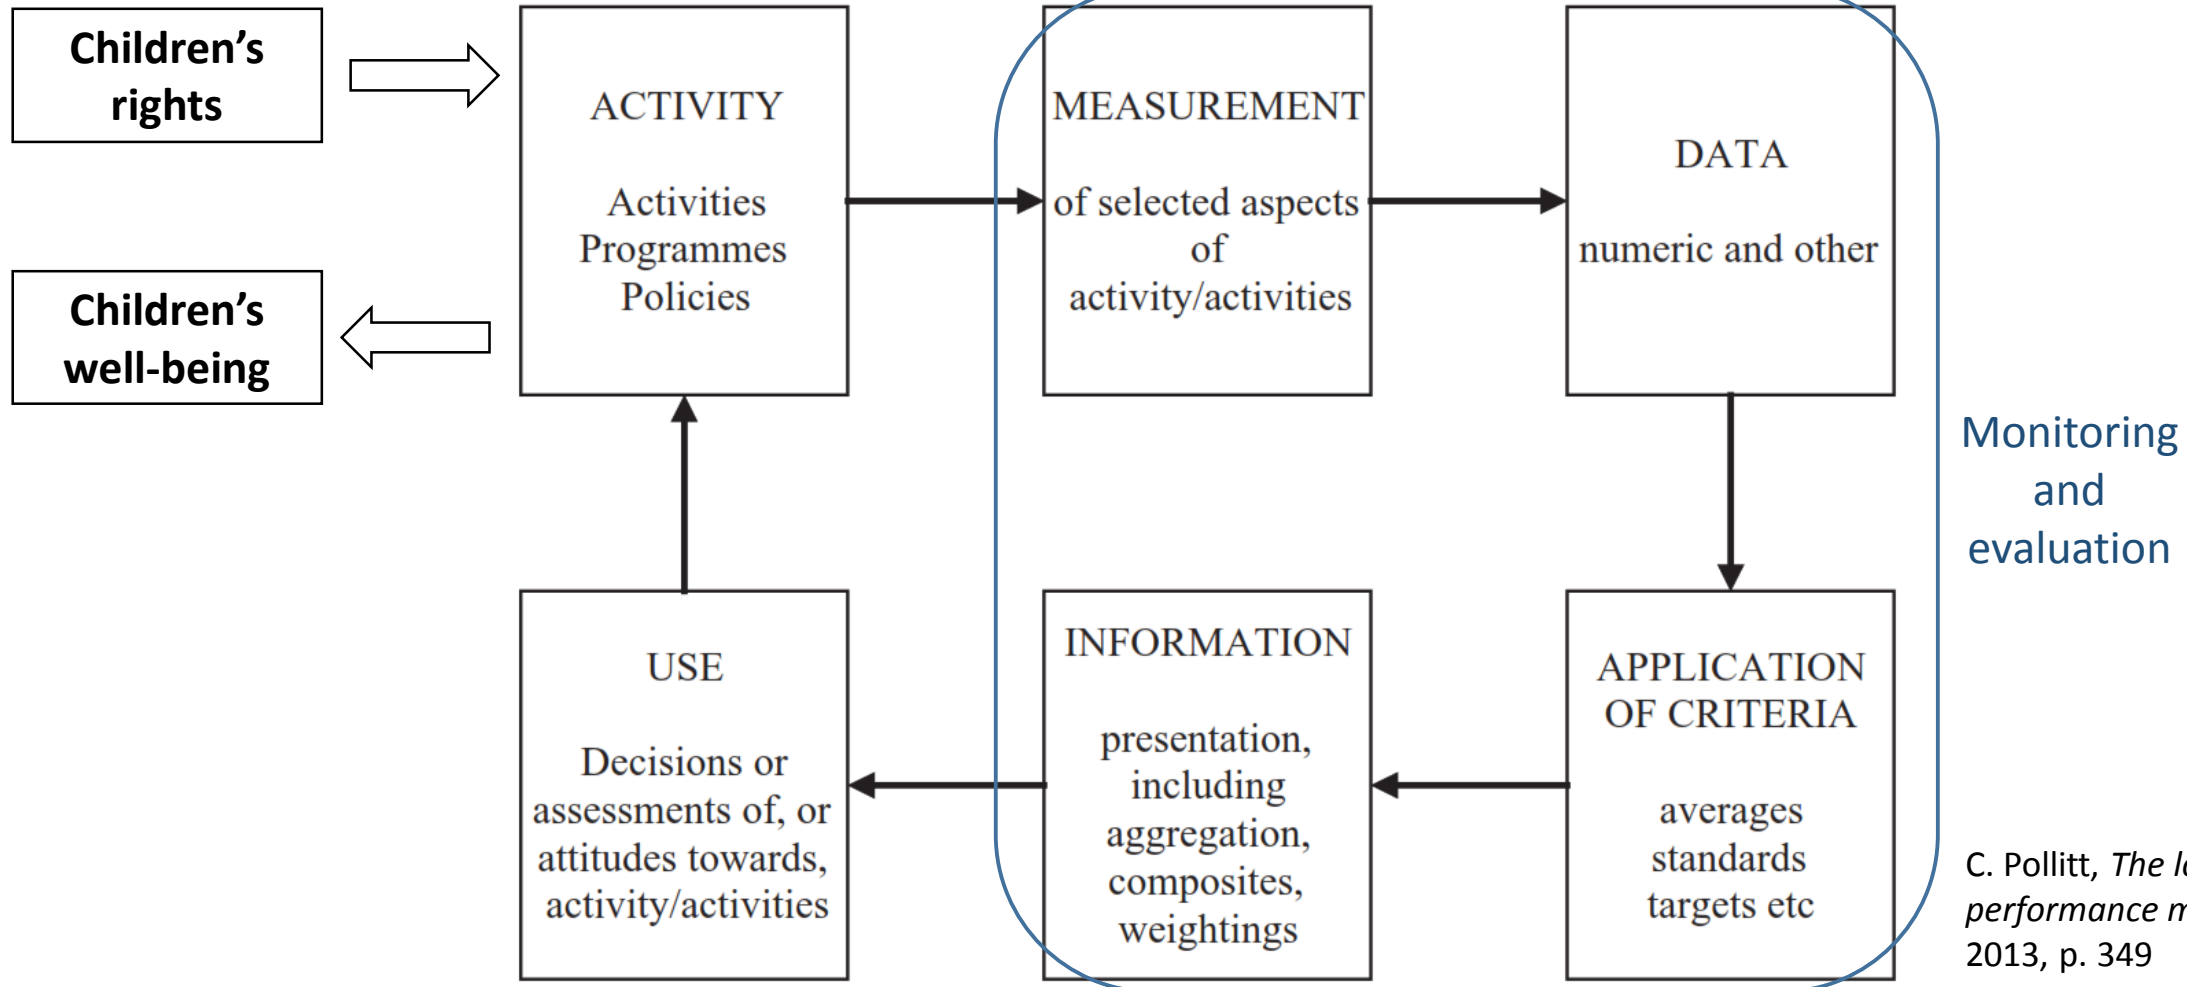 Children's
rights
Children's
well-being
ACTIVITY
Activities
Programmes
Policies
MEASUREMENT
of selected aspects
of
activity/activities
DATA
numeric and other
Monitoring
and
evaluation
USE
Decisions or
assessments of, or
attitudes towards,
activity/activities
INFORMATION
presentation,
including
aggregation,
composites,
weightings
APPLICATION
OF CRITERIA
averages
standards
targets etc
C. Pollitt, The
performance
2013, p. 349